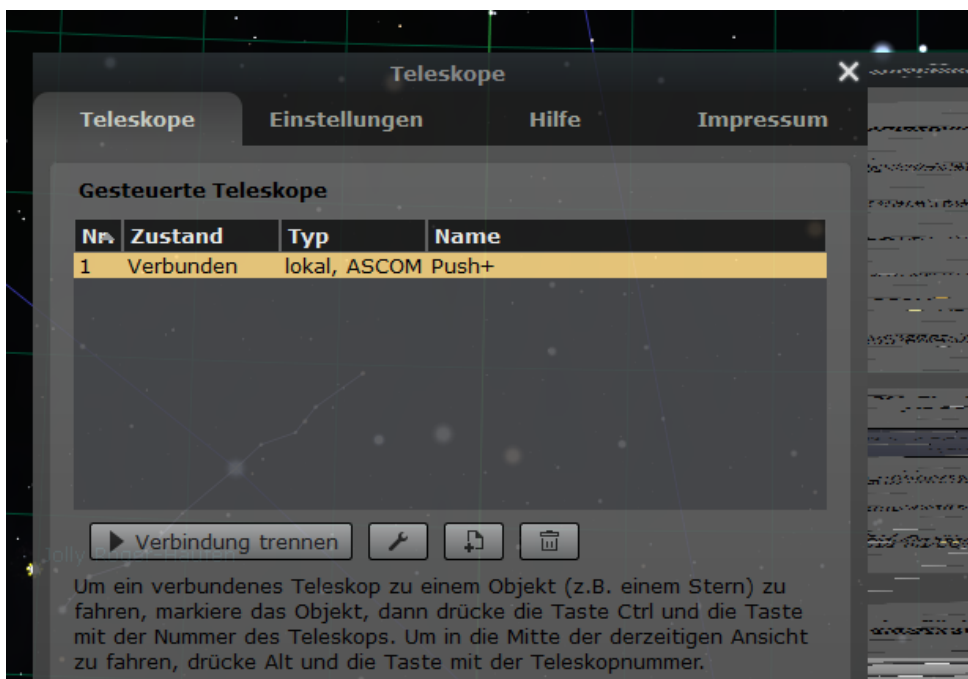 Teleskope
Teleskope Einstellungen Hilfe Impressum
Gesteuerte Teleskope
Nr. Zustand Typ Name
1 Verbunden lokal, ASCOM Push+
Verbindung trennen
Jolly
Um ein verbundenes Teleskop zu einem Objekt (z.B. einem Stern) zu
fahren, markiere das Objekt, dann drücke die Taste Ctrl und die Taste
mit der Nummer des Teleskops. Um in die Mitte der derzeitigen Ansicht
zu fahren, drücke Alt und die Taste mit der Teleskopnummer.